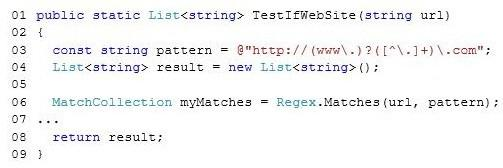 01 public static List<string> TestIfWebSite(string url)
02 {
03   const string pattern = @"http://(www\.)?([^\.]+)\.com";
04   List<string> result = new List<string>();
05
06   MatchCollection myMatches = Regex.Matches(url, pattern);
07 ...
08   return result;
09 }